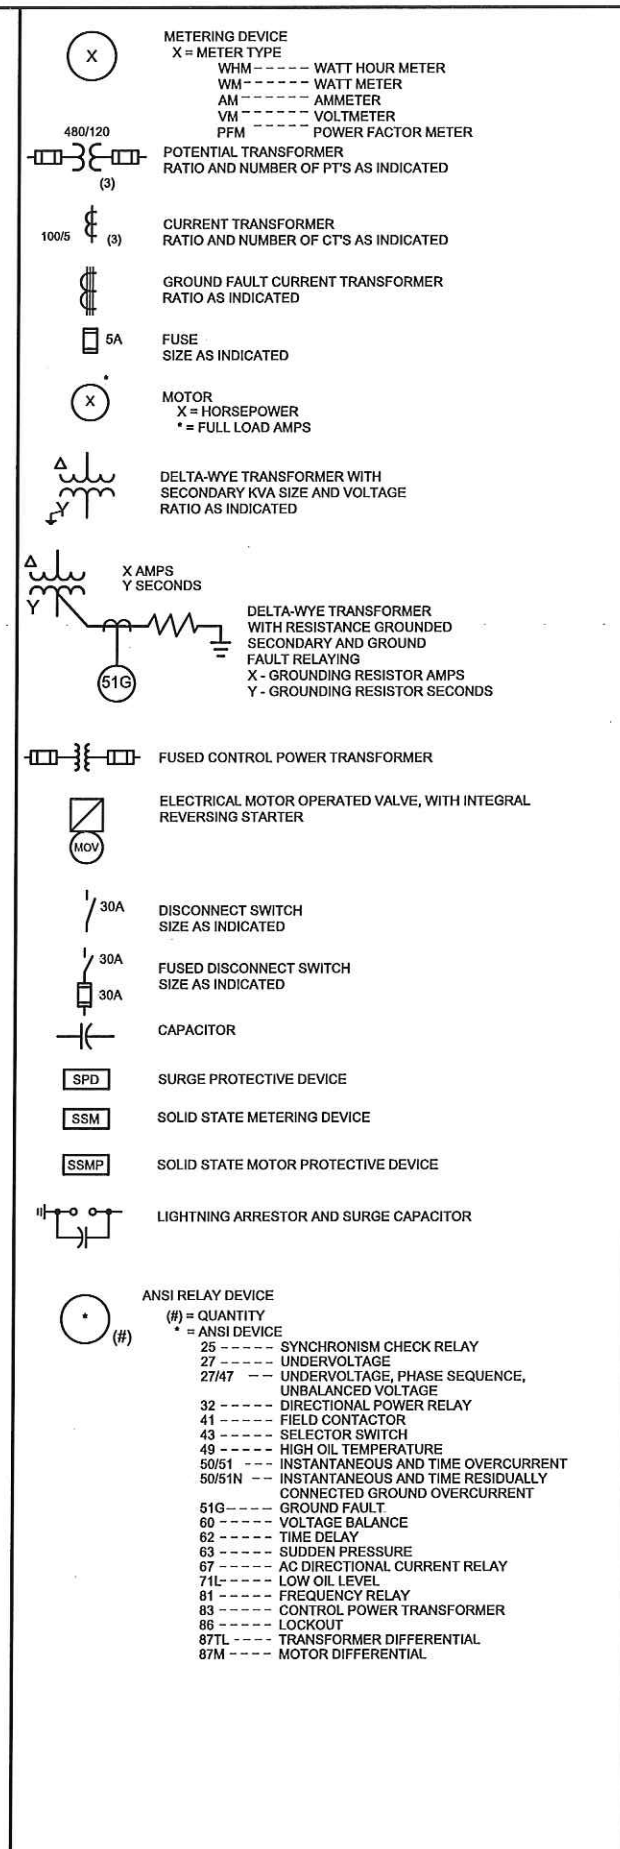 X
METERING DEVICE
X = METER TYPE
WHM ----- WATT HOUR METER
WM ------ WATT METER
AM ------ AMMETER
VM ------ VOLTMETER
PFM ----- POWER FACTOR METER
480/120
(3)
POTENTIAL TRANSFORMER
RATIO AND NUMBER OF PT'S AS INDICATED
100/5 (3)
CURRENT TRANSFORMER
RATIO AND NUMBER OF CT'S AS INDICATED
GROUND FAULT CURRENT TRANSFORMER
RATIO AS INDICATED
5A
FUSE
SIZE AS INDICATED
X *
MOTOR
X = HORSEPOWER
* = FULL LOAD AMPS
Δ
Y
DELTA-WYE TRANSFORMER WITH
SECONDARY KVA SIZE AND VOLTAGE
RATIO AS INDICATED
Δ
Y
X AMPS
Y SECONDS
51G
DELTA-WYE TRANSFORMER
WITH RESISTANCE GROUNDED
SECONDARY AND GROUND
FAULT RELAYING
X - GROUNDING RESISTOR AMPS
Y - GROUNDING RESISTOR SECONDS
FUSED CONTROL POWER TRANSFORMER
MOV
ELECTRICAL MOTOR OPERATED VALVE, WITH INTEGRAL
REVERSING STARTER
30A
DISCONNECT SWITCH
SIZE AS INDICATED
30A
30A
FUSED DISCONNECT SWITCH
SIZE AS INDICATED
CAPACITOR
SPD SURGE PROTECTIVE DEVICE
SSM SOLID STATE METERING DEVICE
SSMP SOLID STATE MOTOR PROTECTIVE DEVICE
LIGHTNING ARRESTOR AND SURGE CAPACITOR
* (#)
ANSI RELAY DEVICE
(#) = QUANTITY
* = ANSI DEVICE
25 ----- SYNCHRONISM CHECK RELAY
27 ----- UNDERVOLTAGE
27/47 -- UNDERVOLTAGE, PHASE SEQUENCE,
UNBALANCED VOLTAGE
32 ----- DIRECTIONAL POWER RELAY
41 ----- FIELD CONTACTOR
43 ----- SELECTOR SWITCH
49 ----- HIGH OIL TEMPERATURE
50/51 --- INSTANTANEOUS AND TIME OVERCURRENT
50/51N -- INSTANTANEOUS AND TIME RESIDUALLY
CONNECTED GROUND OVERCURRENT
51G---- GROUND FAULT
60 ----- VOLTAGE BALANCE
62 ----- TIME DELAY
63 ----- SUDDEN PRESSURE
67 ----- AC DIRECTIONAL CURRENT RELAY
71L----- LOW OIL LEVEL
81 ----- FREQUENCY RELAY
83 ----- CONTROL POWER TRANSFORMER
86 ----- LOCKOUT
87TL ---- TRANSFORMER DIFFERENTIAL
87M ---- MOTOR DIFFERENTIAL